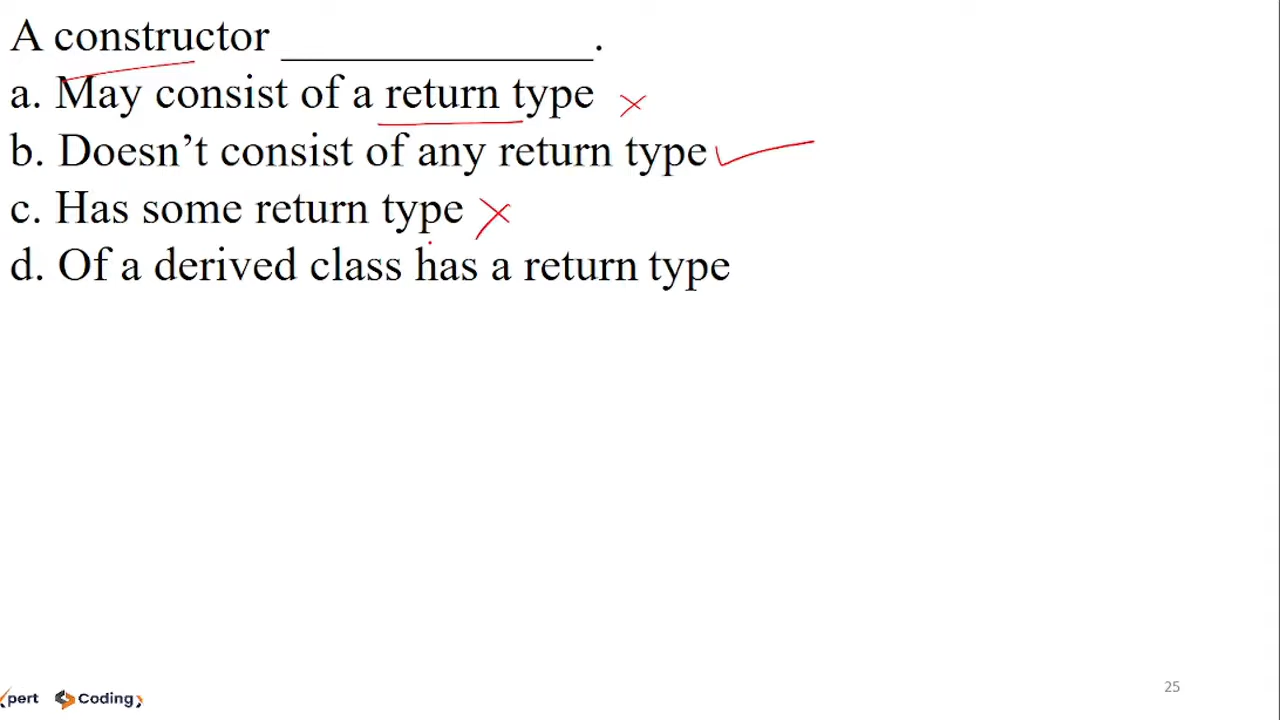 A constructor ______________.
a. May consist of a return type
b. Doesn’t consist of any return type
c. Has some return type
d. Of a derived class has a return type
pert Coding
25